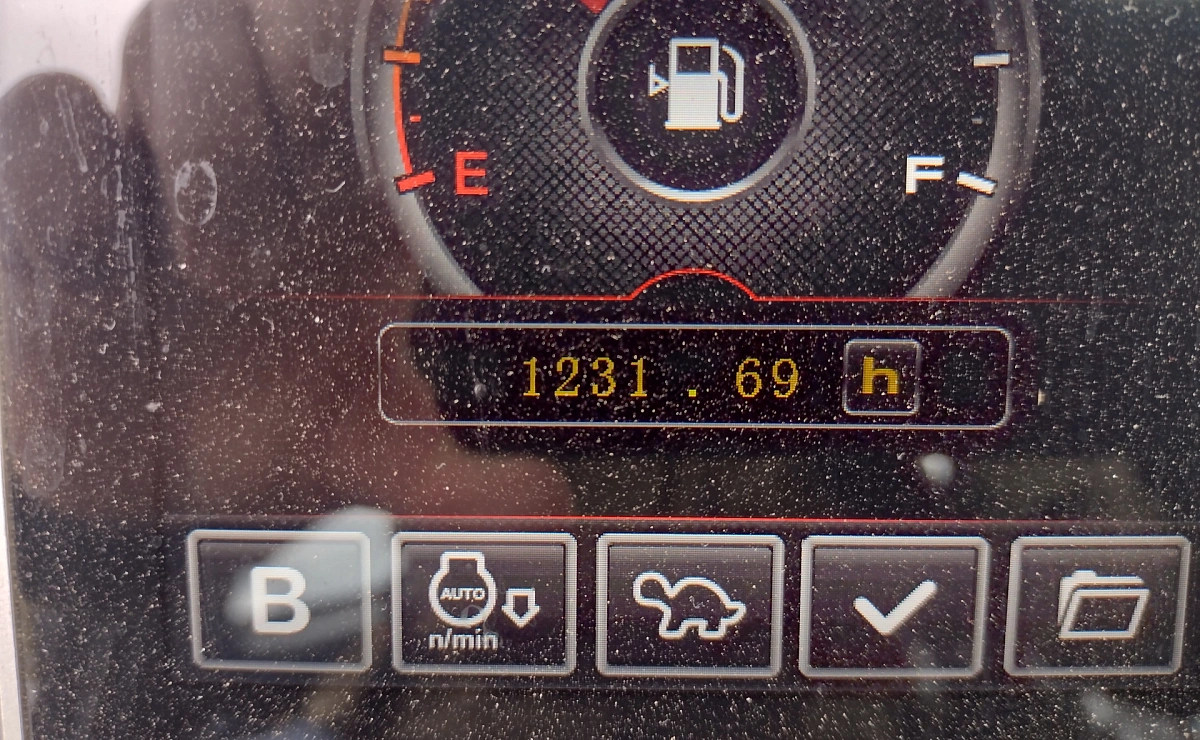 E F
1231 . 69 h
B AUTO
n/min